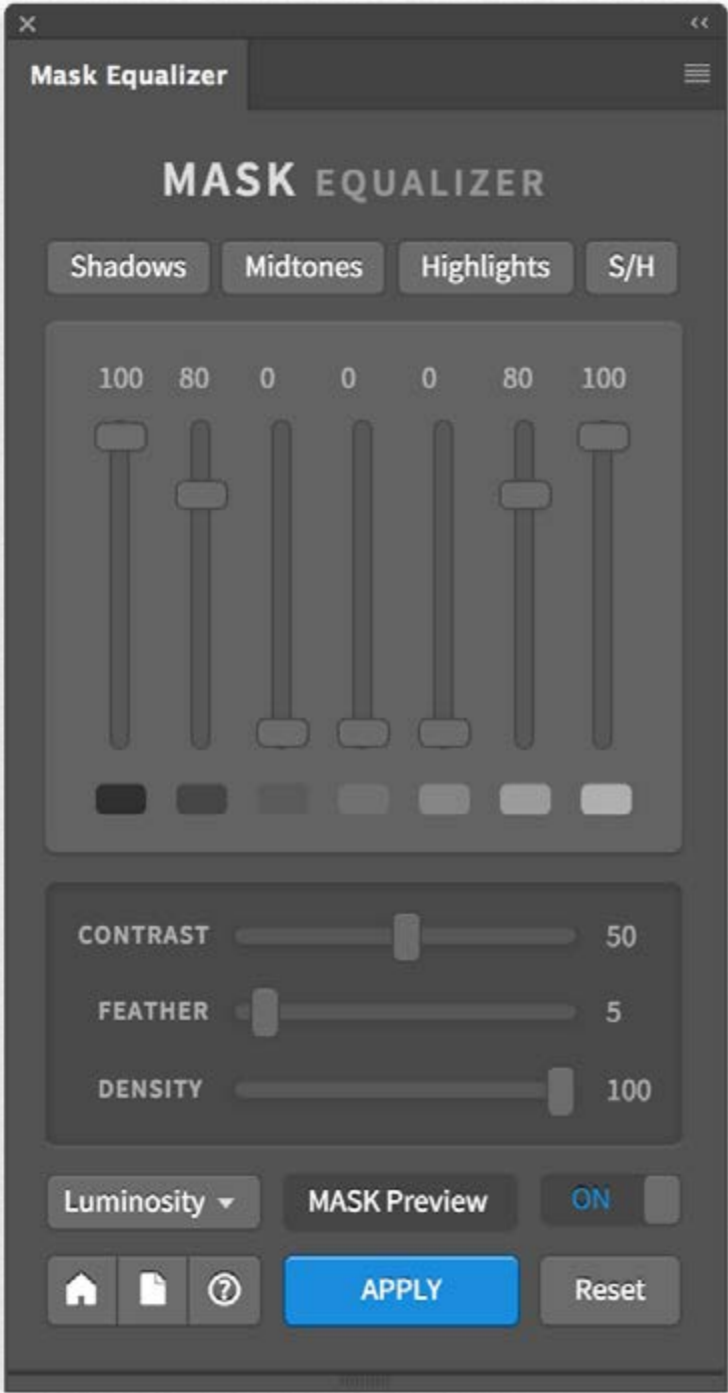 Mask Equalizer
MASK EQUALIZER
Shadows Midtones Highlights S/H
100 80 0 0 0 80 100
CONTRAST 50
FEATHER 5
DENSITY 100
Luminosity MASK Preview ON
? APPLY Reset